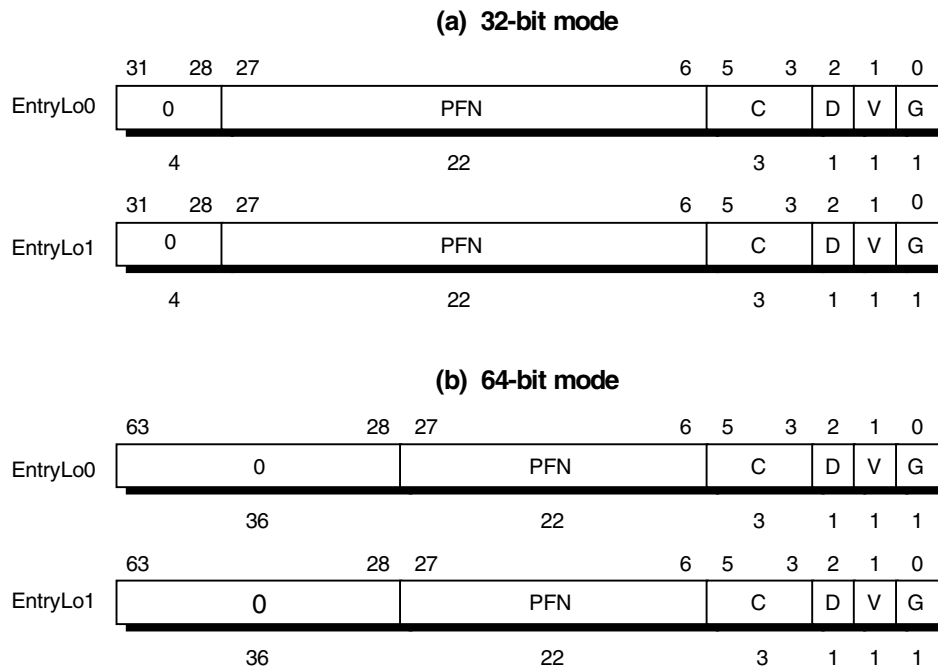 (a) 32-bit mode
31 28 27 6 5 3 2 1 0
EntryLo0 0 PFN C D V G
4 22 3 1 1 1
31 28 27 6 5 3 2 1 0
EntryLo1 0 PFN C D V G
4 22 3 1 1 1
(b) 64-bit mode
63 28 27 6 5 3 2 1 0
EntryLo0 0 PFN C D V G
36 22 3 1 1 1
63 28 27 6 5 3 2 1 0
EntryLo1 0 PFN C D V G
36 22 3 1 1 1